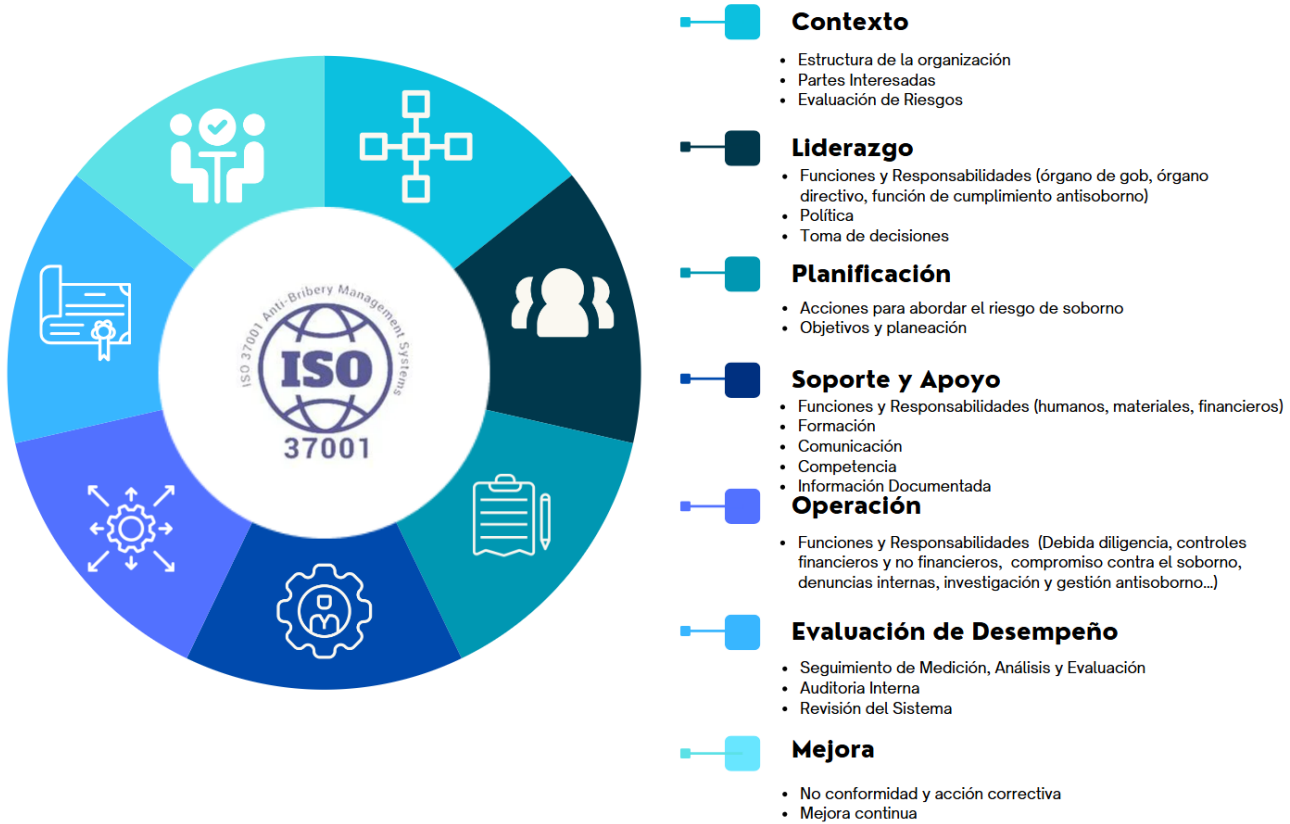 ISO 37001 Anti-Bribery Management Systems
ISO
37001
Contexto
• Estructura de la organización
• Partes Interesadas
• Evaluación de Riesgos
Liderazgo
• Funciones y Responsabilidades (órgano de gob, órgano
directivo, función de cumplimiento antisoborno)
• Política
• Toma de decisiones
Planificación
• Acciones para abordar el riesgo de soborno
• Objetivos y planeación
Soporte y Apoyo
• Funciones y Responsabilidades (humanos, materiales, financieros)
• Formación
• Comunicación
• Competencia
• Información Documentada
Operación
• Funciones y Responsabilidades (Debida diligencia, controles
financieros y no financieros, compromiso contra el soborno,
denuncias internas, investigación y gestión antisoborno...)
Evaluación de Desempeño
• Seguimiento de Medición, Análisis y Evaluación
• Auditoria Interna
• Revisión del Sistema
Mejora
• No conformidad y acción correctiva
• Mejora continua